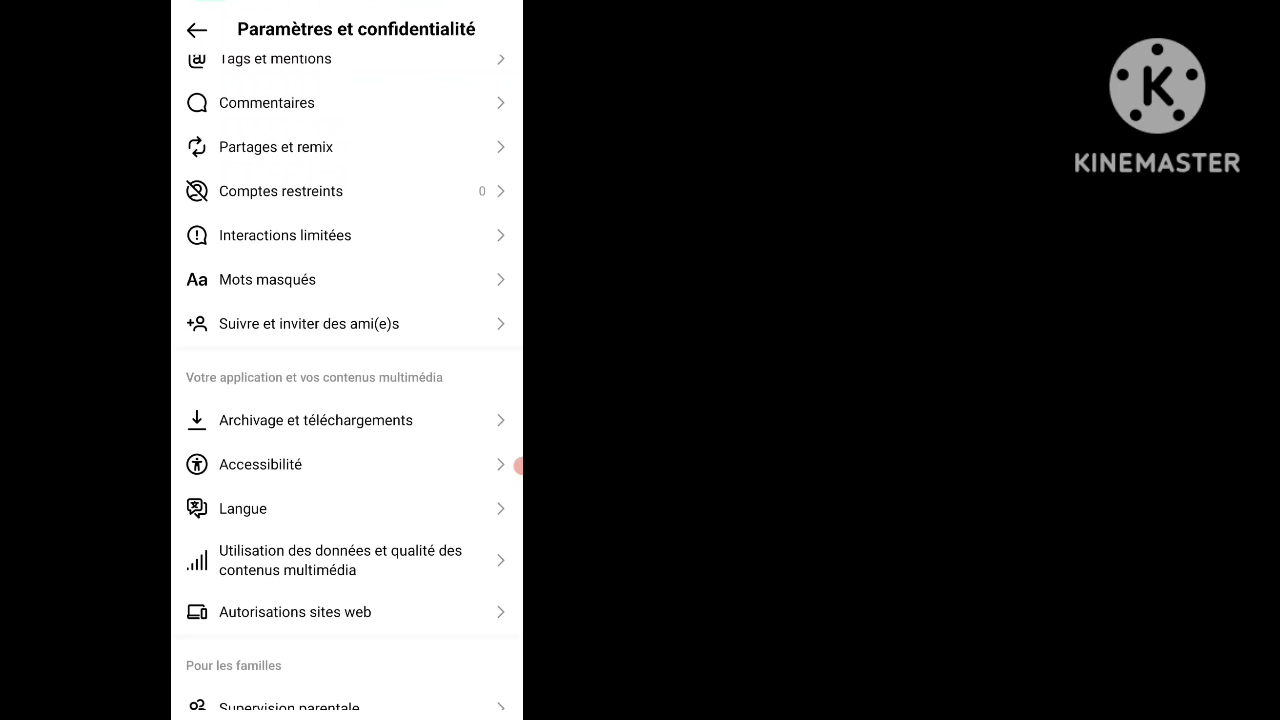 Paramètres et confidentialité
Tags et mentions
Commentaires
Partages et remix
Comptes restreints 0
Interactions limitées
Aa Mots masqués
Suivre et inviter des ami(e)s
Votre application et vos contenus multimédia
Archivage et téléchargements
Accessibilité
Langue
Utilisation des données et qualité des
contenus multimédia
Autorisations sites web
Pour les familles
Supervision parentale
K
KINEMASTER